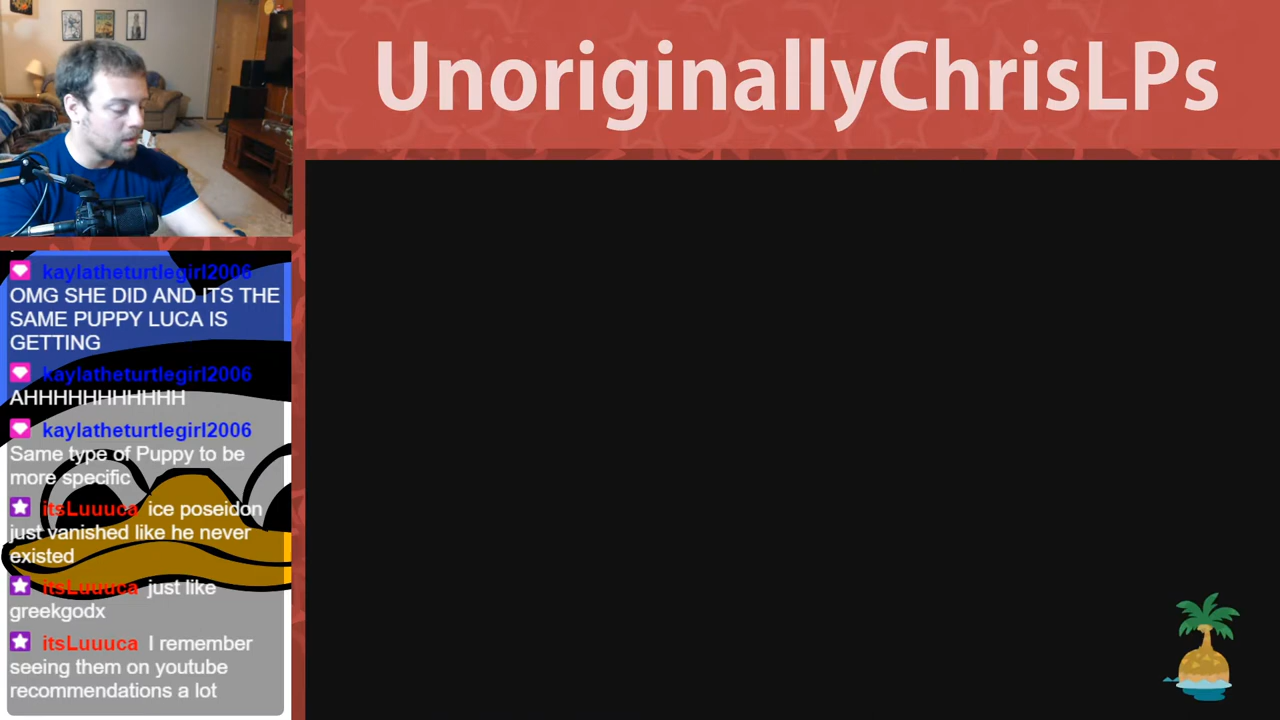 UnoriginallyChrisLPs
kaylatheturtlegirl2006
OMG SHE DID AND ITS THE
SAME PUPPY LUCA IS
GETTING
kaylatheturtlegirl2006
AHHHHHHHHHHH
kaylatheturtlegirl2006
Same type of Puppy to be
more specific
itsLuuuca ice poseidon
just vanished like he never
existed
itsLuuuca just like
greekgodx
itsLuuuca I remember
seeing them on youtube
recommendations a lot